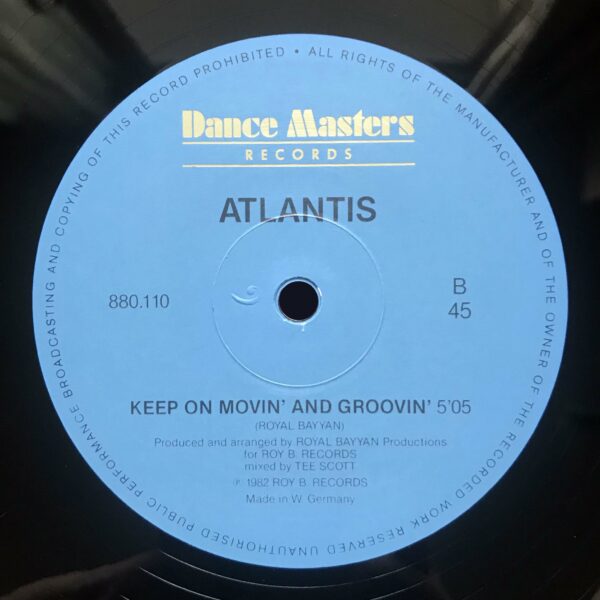 ALL RIGHTS OF THE MANUFACTURER AND OF THE OWNER OF THE RECORDED WORK RESERVED UNAUTHORISED PUBLIC PERFORMANCE BROADCASTING AND COPYING OF THIS RECORD PROHIBITED •
Dance Masters
RECORDS
ATLANTIS
880.110
B
45
KEEP ON MOVIN' AND GROOVIN' 5'05
(ROYAL BAYYAN)
Produced and arranged by ROYAL BAYYAN Productions
for ROY B. RECORDS
mixed by TEE SCOTT
℗ 1982 ROY B. RECORDS
Made in W. Germany